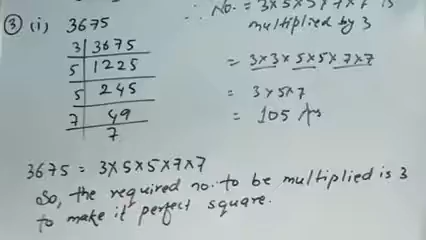 ③ (i) 3675
3 | 3675
5 | 1225
5 | 245
7 | 49
7
3675 = 3×5×5×7×7
So, the required no. to be multiplied is 3
to make it perfect square.
∴ No. = 3×5×5×7×7 is
multiplied by 3
= 3×3×5×5×7×7
= 3×5×7
= 105 Ans